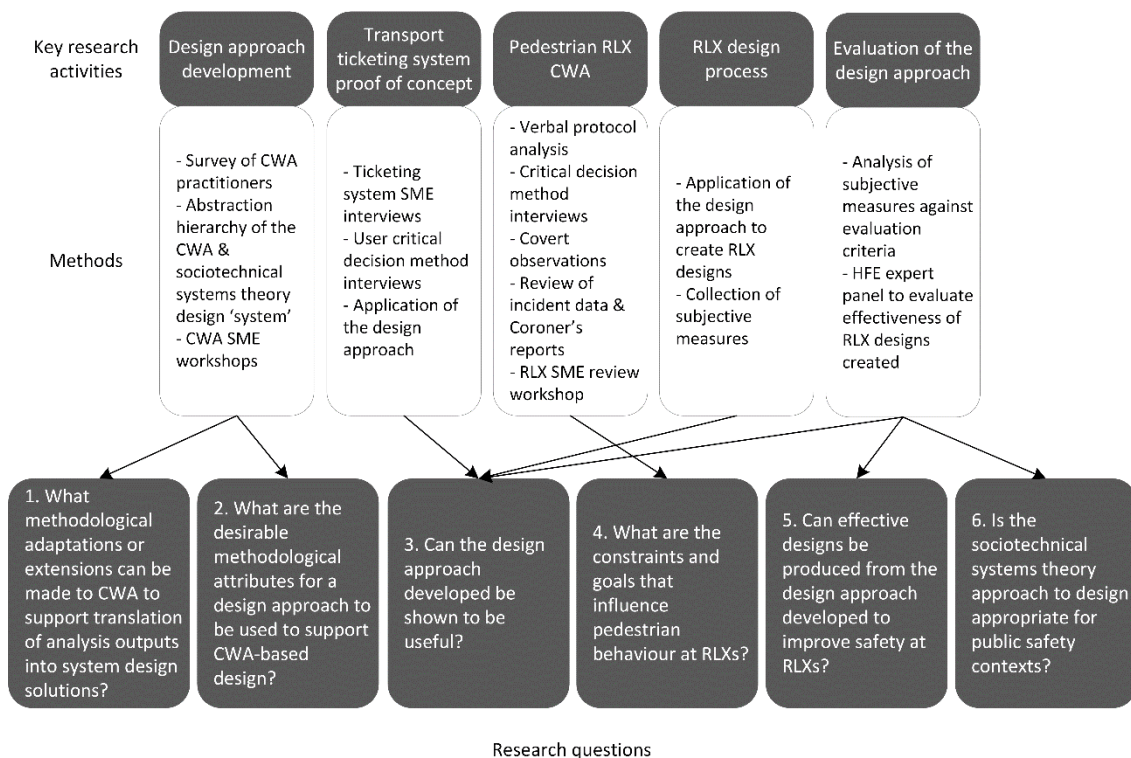 Key research
activities
Design approach
development
Transport
ticketing system
proof of concept
Pedestrian RLX
CWA
RLX design
process
Evaluation of the
design approach
Methods
- Survey of CWA
practitioners
- Abstraction
hierarchy of the
CWA &
sociotechnical
systems theory
design ‘system’
- CWA SME
workshops
- Ticketing
system SME
interviews
- User critical
decision method
interviews
- Application of
the design
approach
- Verbal protocol
analysis
- Critical decision
method
interviews
- Covert
observations
- Review of
incident data &
Coroner’s
reports
- RLX SME review
workshop
- Application of
the design
approach to
create RLX
designs
- Collection of
subjective
measures
- Analysis of
subjective
measures against
evaluation
criteria
- HFE expert
panel to evaluate
effectiveness of
RLX designs
created
1. What
methodological
adaptations or
extensions can be
made to CWA to
support translation
of analysis outputs
into system design
solutions?
2. What are the
desirable
methodological
attributes for a
design approach to
be used to support
CWA-based
design?
3. Can the design
approach
developed be
shown to be
useful?
4. What are the
constraints and
goals that
influence
pedestrian
behaviour at RLXs?
5. Can effective
designs be
produced from the
design approach
developed to
improve safety at
RLXs?
6. Is the
sociotechnical
systems theory
approach to design
appropriate for
public safety
contexts?
Research questions